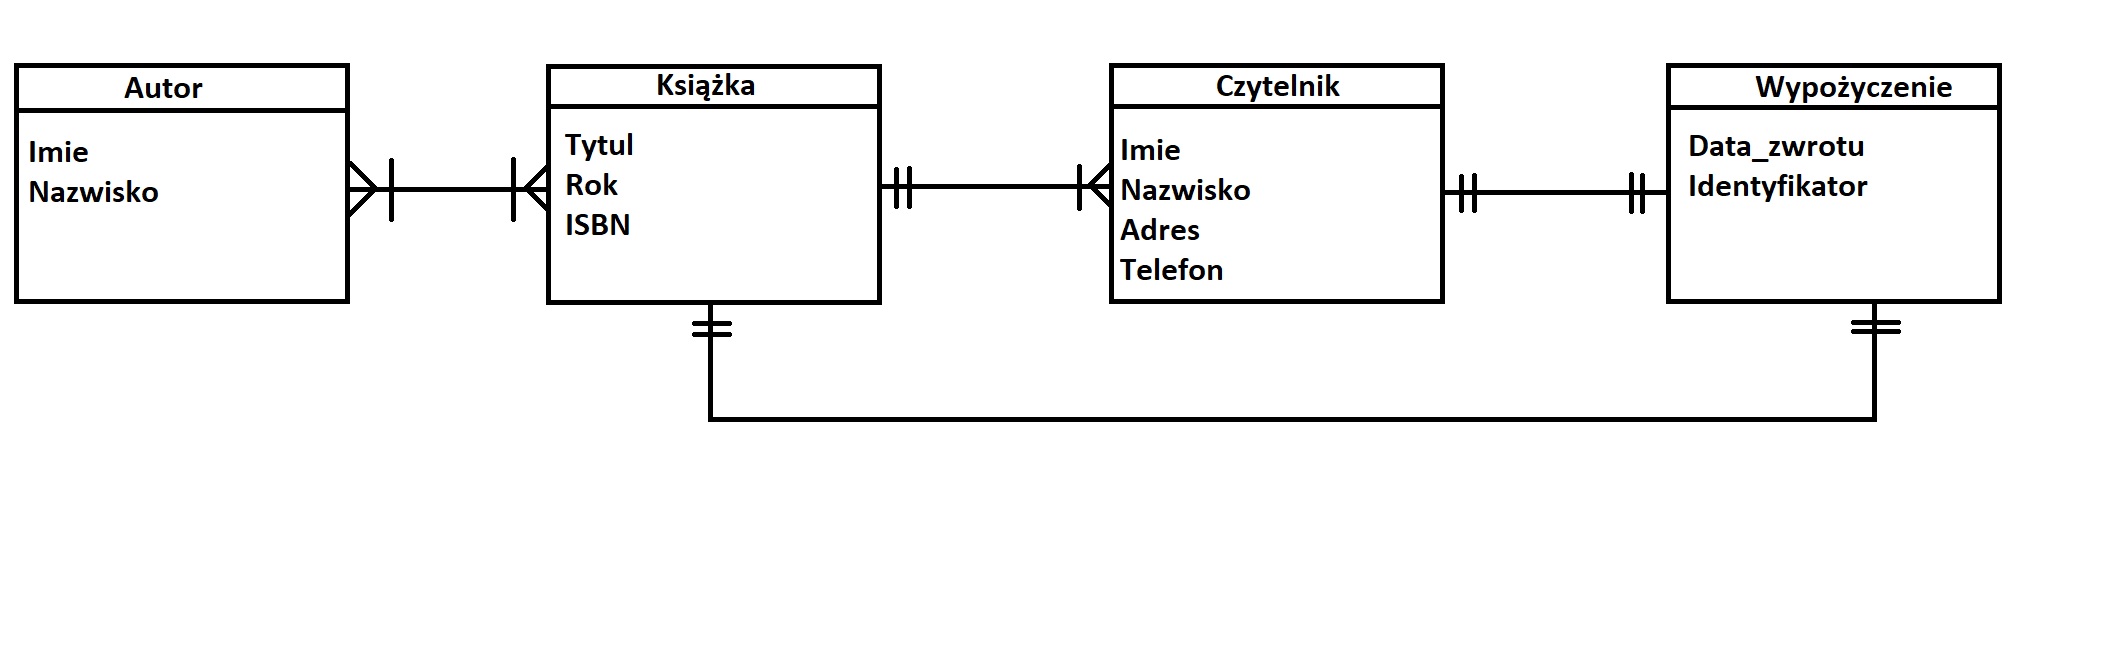 Autor
Imie
Nazwisko
Książka
Tytul
Rok
ISBN
Czytelnik
Imie
Nazwisko
Adres
Telefon
Wypożyczenie
Data_zwrotu
Identyfikator